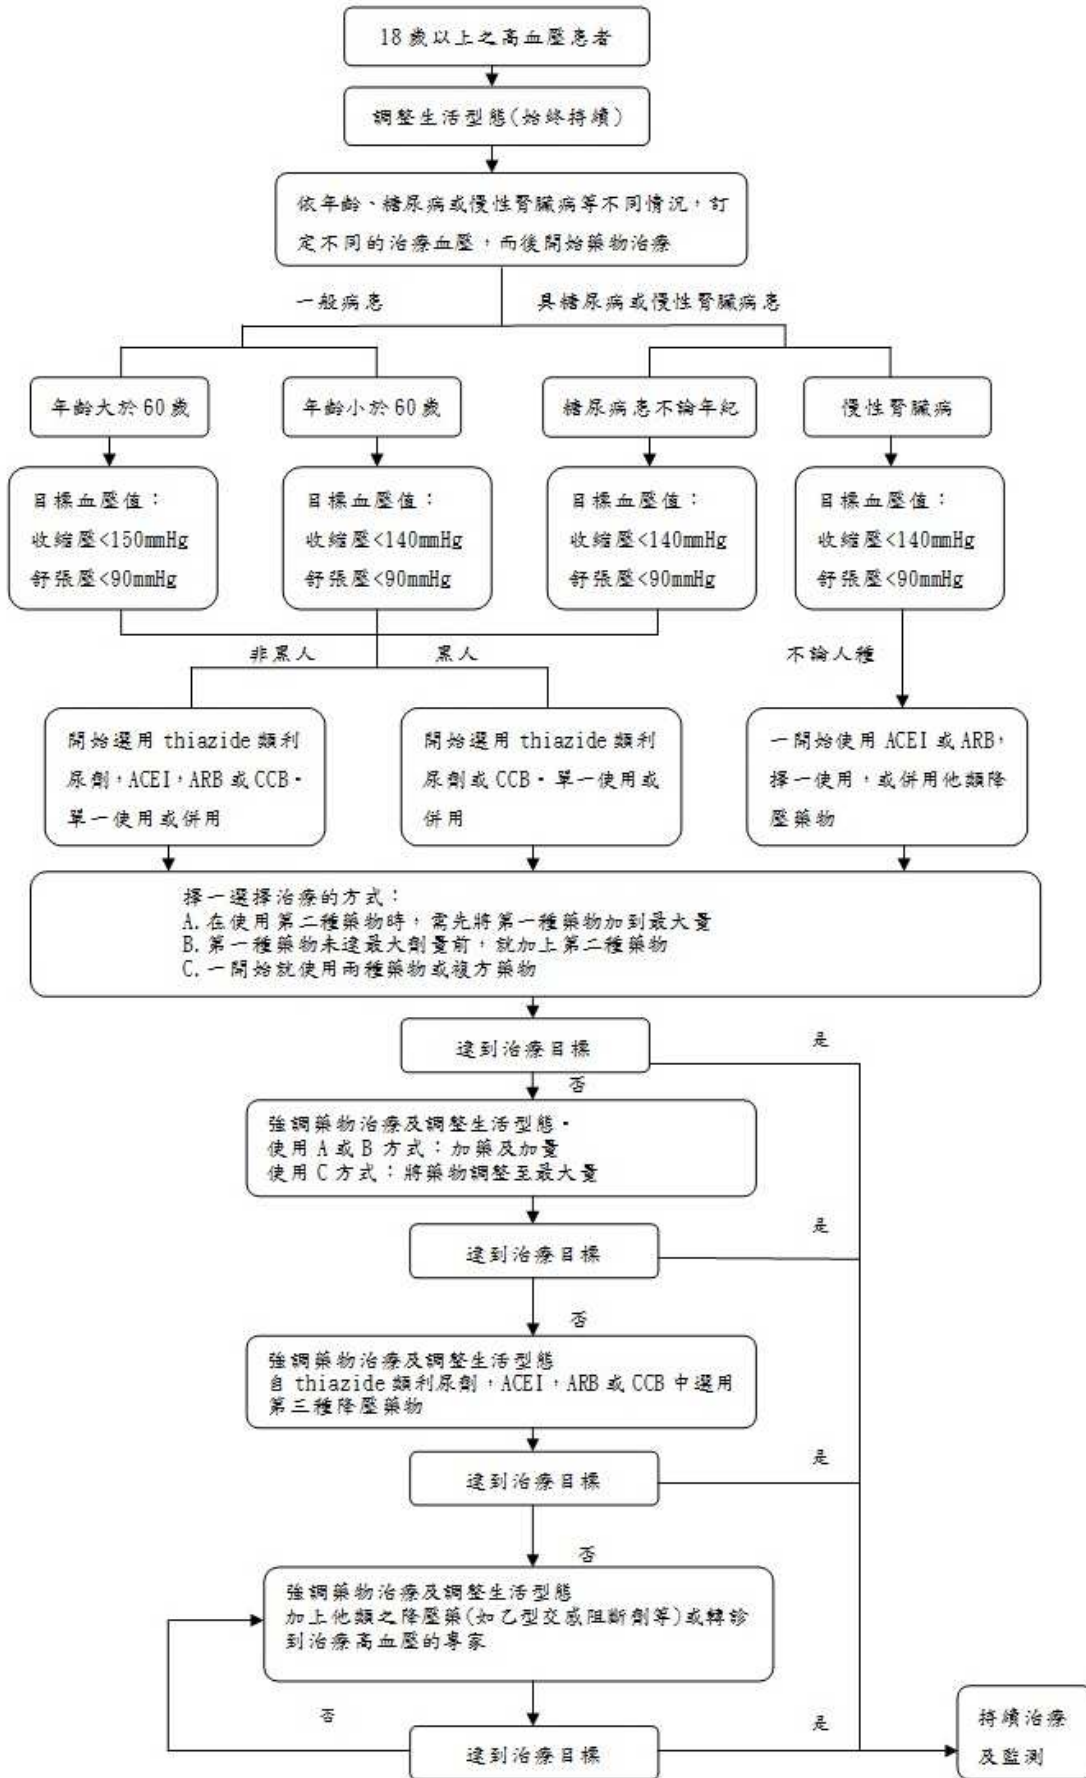 18歲以上之高血壓患者
調整生活型態(始終持續)
依年齡、糖尿病或慢性腎臟病等不同情況，訂
定不同的治療血壓，而後開始藥物治療
一般病患
具糖尿病或慢性腎臟病患
年齡大於60歲
年齡小於60歲
糖尿病患不論年紀
慢性腎臟病
目標血壓值：
收縮壓<150mmHg
舒張壓<90mmHg
目標血壓值：
收縮壓<140mmHg
舒張壓<90mmHg
目標血壓值：
收縮壓<140mmHg
舒張壓<90mmHg
目標血壓值：
收縮壓<140mmHg
舒張壓<90mmHg
非黑人
黑人
不論人種
開始選用 thiazide 類利
尿劑，ACEI，ARB 或 CCB。
單一使用或併用
開始選用 thiazide 類利
尿劑或 CCB。單一使用或
併用
一開始使用 ACEI 或 ARB，
擇一使用，或併用他類降
壓藥物
擇一選擇治療的方式：
A.在使用第二種藥物時，需先將第一種藥物加到最大量
B.第一種藥物未達最大劑量前，就加上第二種藥物
C.一開始就使用兩種藥物或複方藥物
達到治療目標
是
否
強調藥物治療及調整生活型態。
使用 A 或 B 方式：加藥及加量
使用 C 方式：將藥物調整至最大量
達到治療目標
是
否
強調藥物治療及調整生活型態
自 thiazide 類利尿劑，ACEI，ARB 或 CCB 中選用
第三種降壓藥物
達到治療目標
是
否
強調藥物治療及調整生活型態
加上他類之降壓藥(如乙型交感阻斷劑等)或轉診
到治療高血壓的專家
否
達到治療目標
是
持續治療
及監測